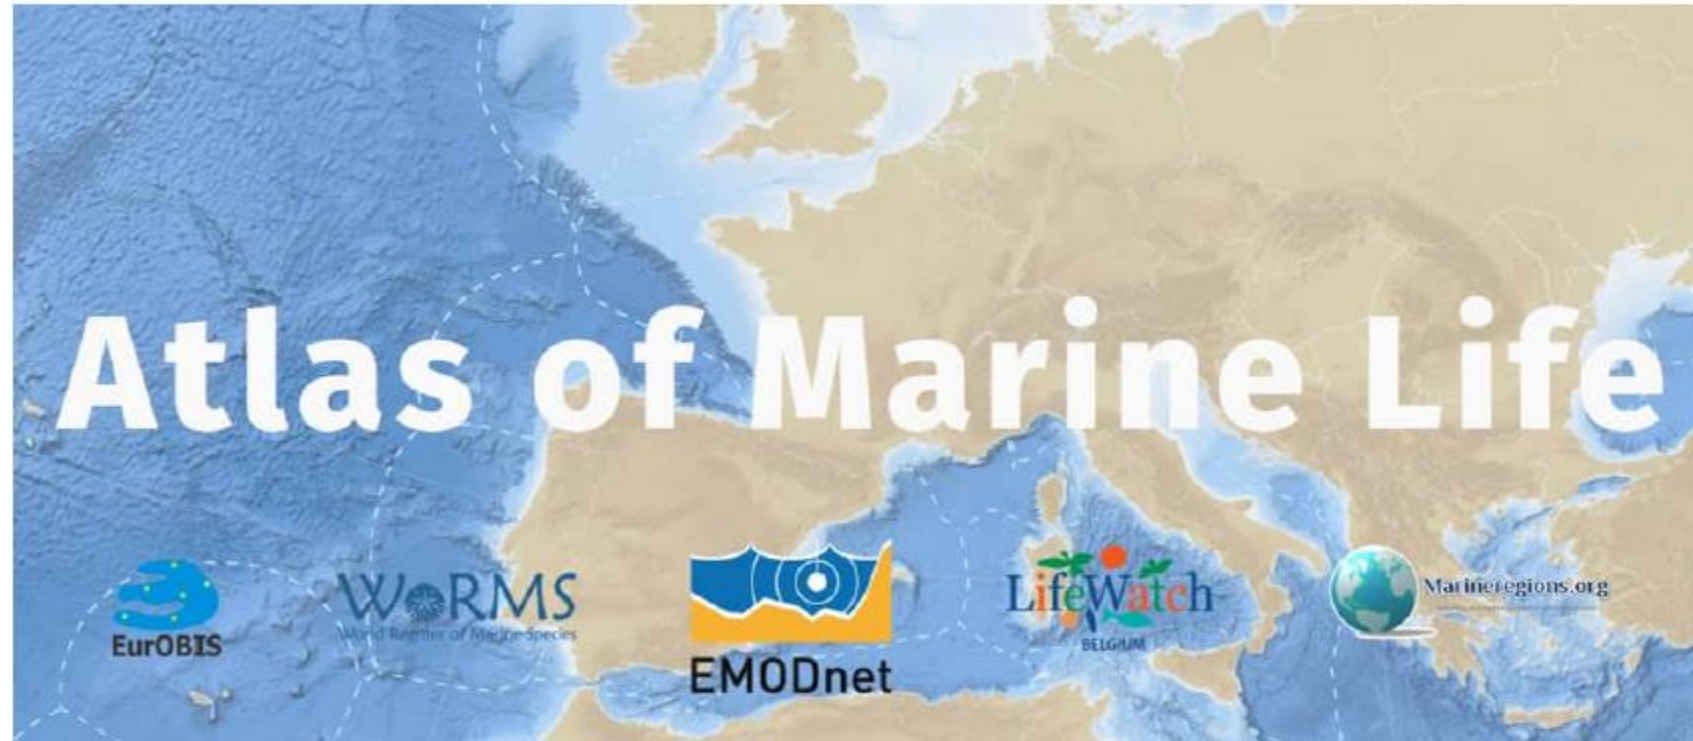 Atlas of Marine Life
EurOBIS
WoRMS
World Register of Marine Species
EMODnet
LifeWatch
BELGIUM
Marineregions.org